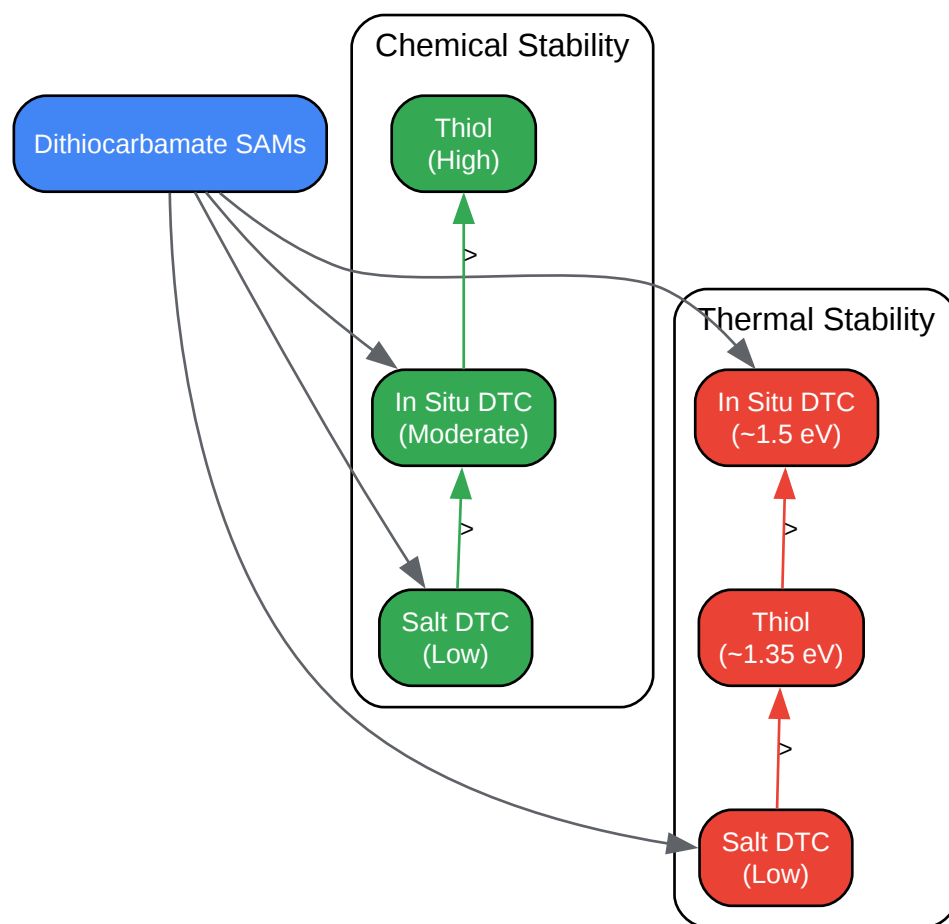 Chemical Stability
Dithiocarbamate SAMs
Thiol
(High)
>
In Situ DTC
(Moderate)
>
Salt DTC
(Low)
Thermal Stability
In Situ DTC
(~1.5 eV)
>
Thiol
(~1.35 eV)
>
Salt DTC
(Low)